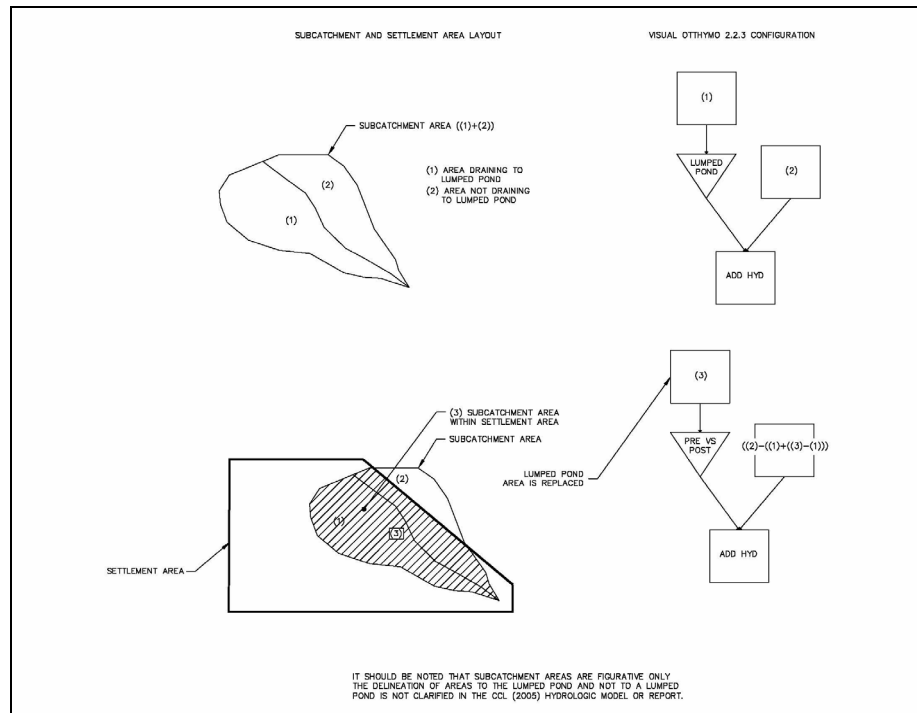 SUBCATCHMENT AND SETTLEMENT AREA LAYOUT
VISUAL OTTHYMO 2.2.3 CONFIGURATION
SUBCATCHMENT AREA ((1)+(2))
(1) AREA DRAINING TO
LUMPED POND
(2) AREA NOT DRAINING
TO LUMPED POND
(2)
(1)
(1)
LUMPED
POND
(2)
ADD HYD
(3) SUBCATCHMENT AREA
WITHIN SETTLEMENT AREA
SUBCATCHMENT AREA
(2)
(1)
(3)
SETTLEMENT AREA
(3)
PRE VS
POST
((2)-((1)+((3)-(1)))
LUMPED POND
AREA IS REPLACED
ADD HYD
IT SHOULD BE NOTED THAT SUBCATCHMENT AREAS ARE FIGURATIVE ONLY
THE DELINEATION OF AREAS TO THE LUMPED POND AND NOT TO A LUMPED
POND IS NOT CLARIFIED IN THE CCL (2005) HYDROLOGIC MODEL OR REPORT.